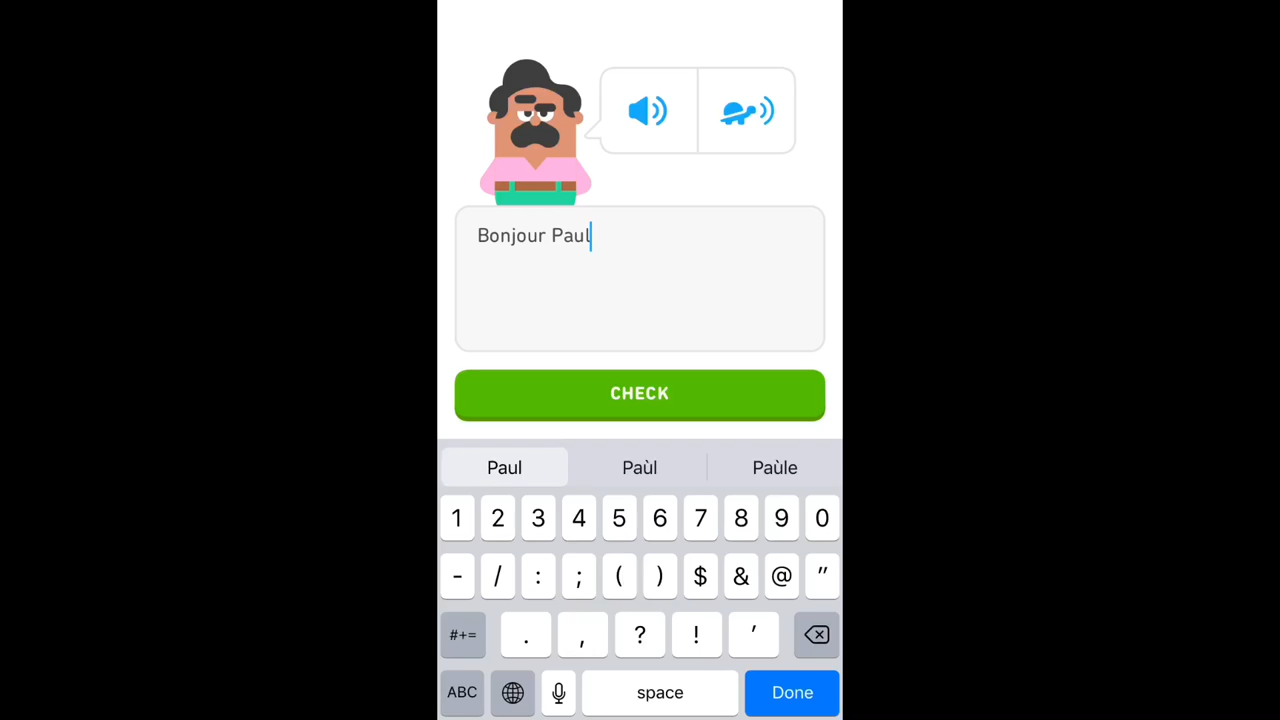 Bonjour Paul
CHECK
Paul Paùl Paùle
1 2 3 4 5 6 7 8 9 0
- / : ; ( ) $ & @ "
#+= . , ? ! '
ABC space Done